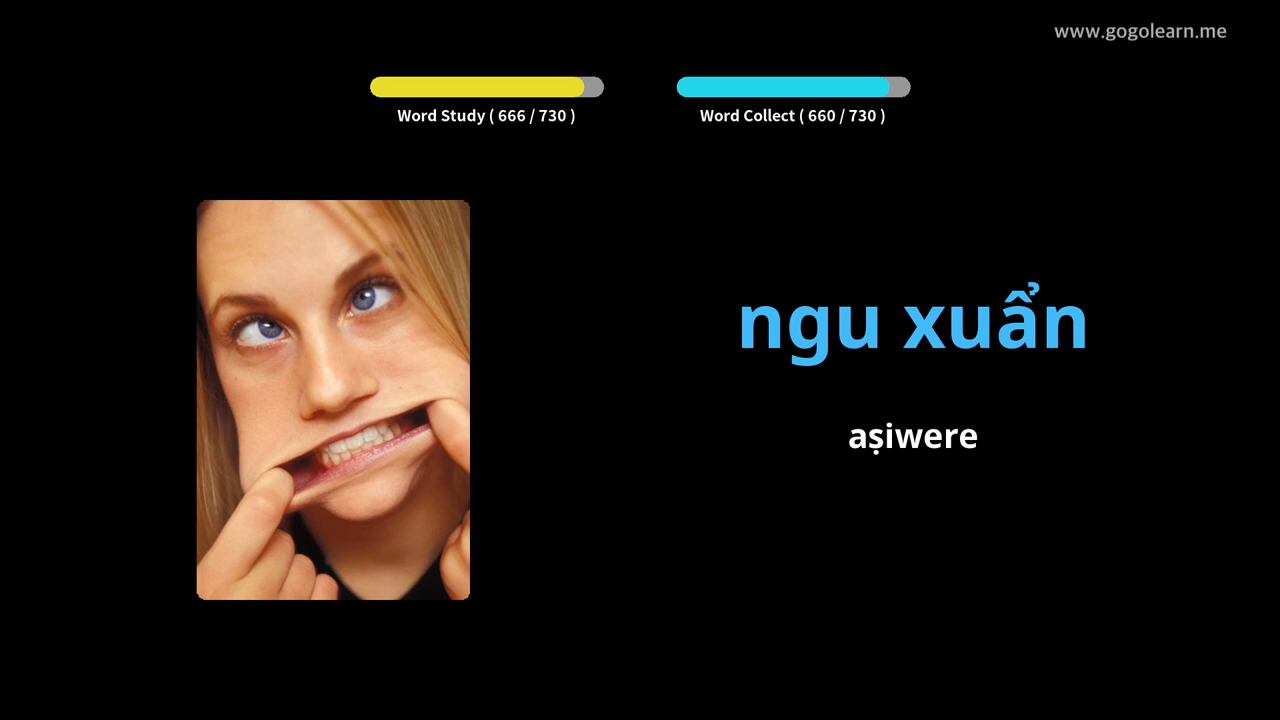 www.gogolearn.me
Word Study ( 666 / 730 )
Word Collect ( 660 / 730 )
ngu xuẩn
aṣiwere